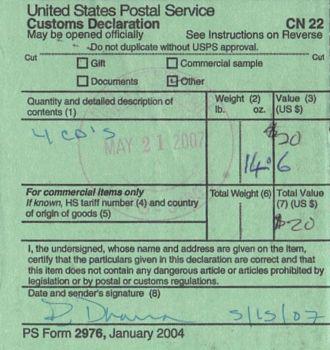 United States Postal Service
Customs Declaration CN 22
May be opened officially See Instructions on Reverse
Do not duplicate without USPS approval.
Cut Cut
Gift Commercial sample
Documents Other
Quantity and detailed description of contents (1) Weight (2) lb. oz. Value (3) (US $)
4 CD'S $20
MAY 21 2007
14.6
For commercial items only Total Weight (6) Total Value
If known, HS tariff number (4) and country (7) (US $)
of origin of goods (5) $20
I, the undersigned, whose name and address are given on the item,
certify that the particulars given in this declaration are correct and that
this item does not contain any dangerous article or articles prohibited by
legislation or by postal or customs regulations.
Date and sender's signature (8)
5/15/07
PS Form 2976, January 2004